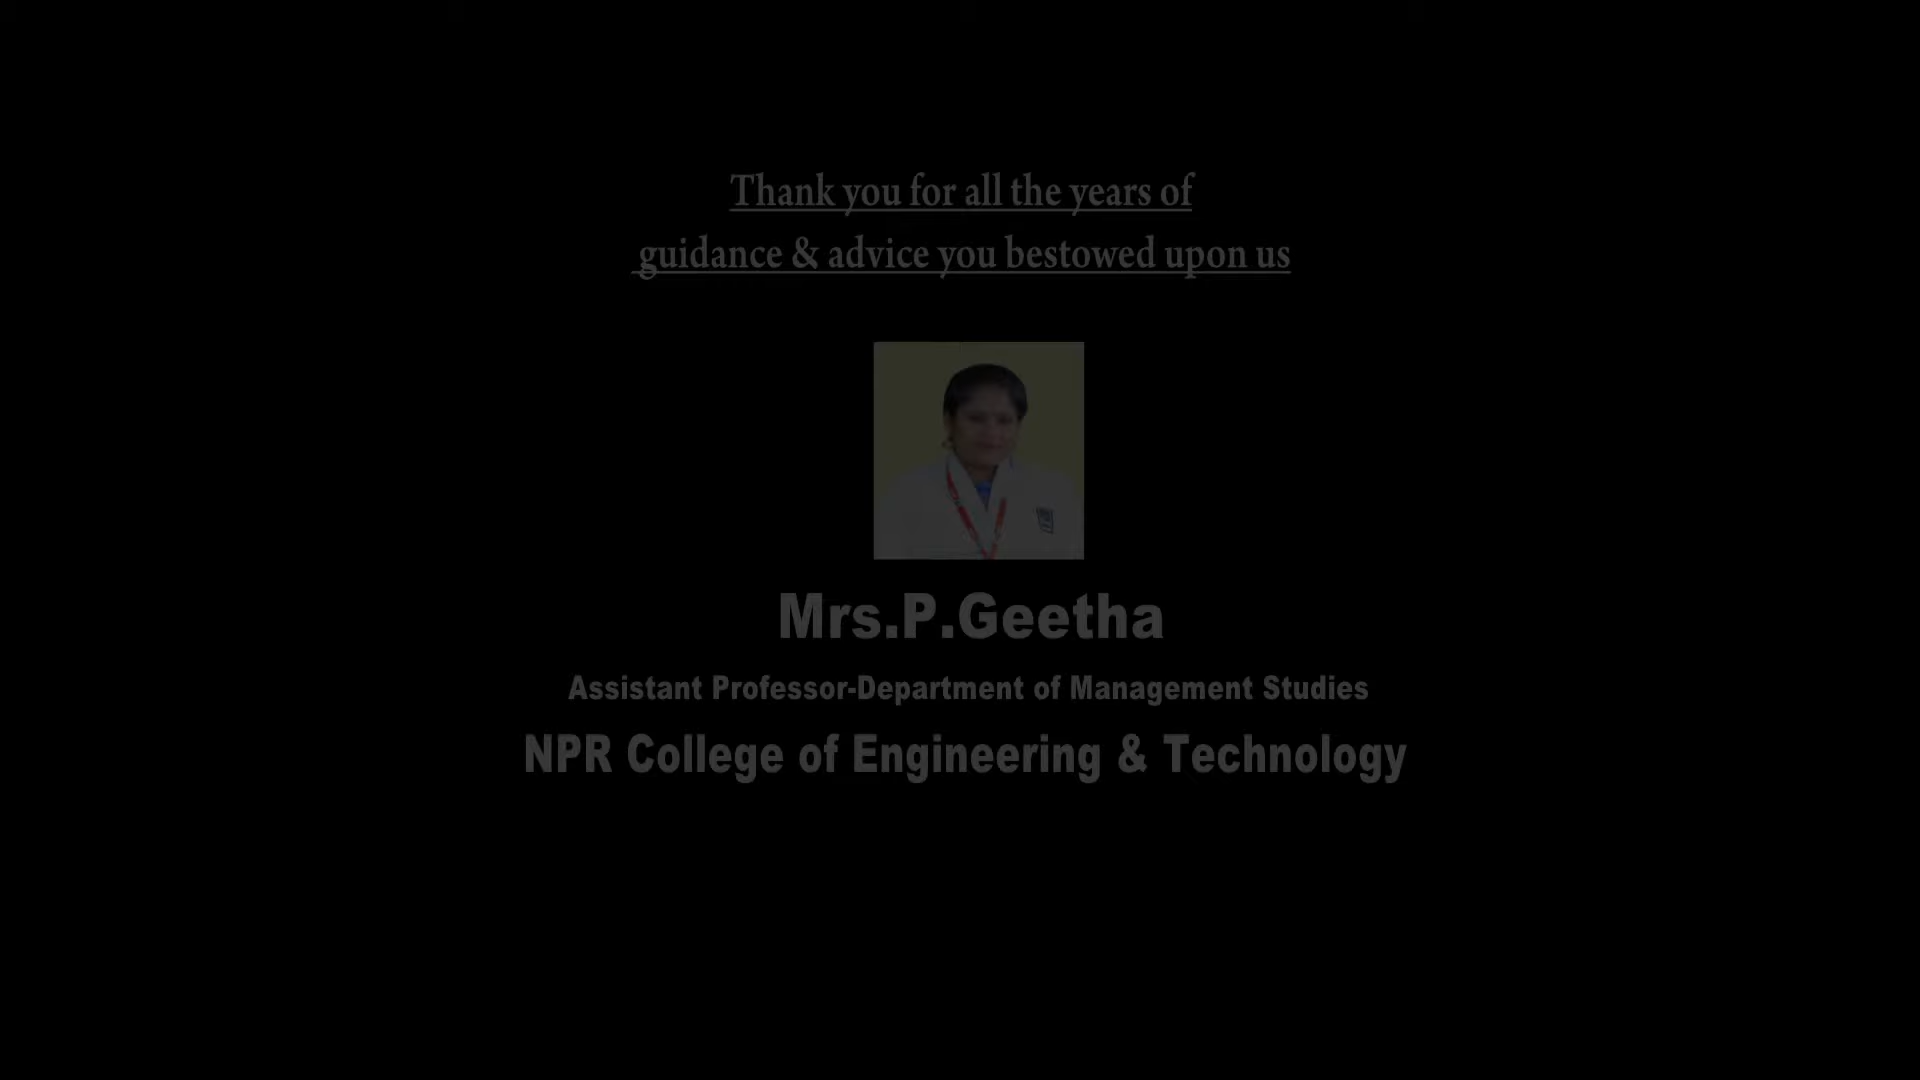 Thank you for all the years of
guidance & advice you bestowed upon us
Mrs.P.Geetha
Assistant Professor-Department of Management Studies
NPR College of Engineering & Technology